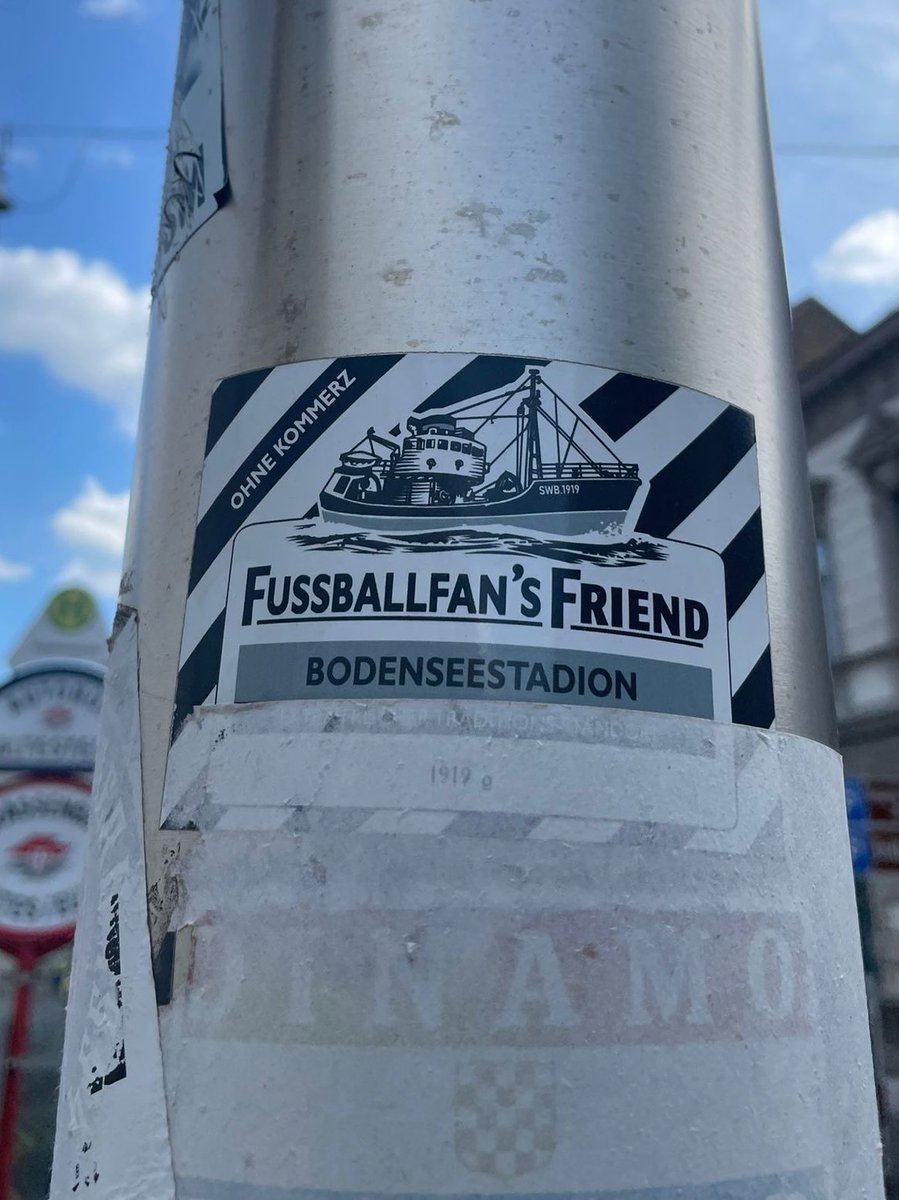 OHNE KOMMERZ
SWB.1919
FUSSBALLFAN'S FRIEND
BODENSEESTADION
1919 g
DINAMO